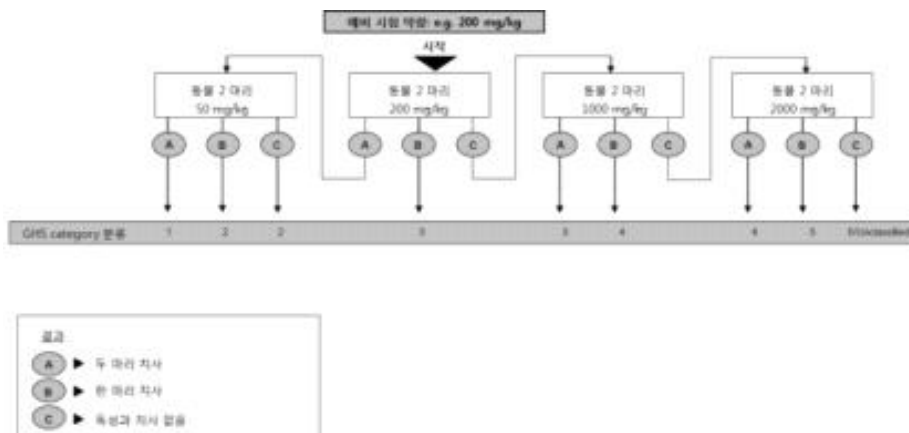 예비 시험 약량: e.g. 200 mg/kg
시작
동물 2 마리
50 mg/kg
동물 2 마리
200 mg/kg
동물 2 마리
1000 mg/kg
동물 2 마리
2000 mg/kg
A B C A B C A B C A B C
GHS category 분류 1 2 2 3 3 4 4 5 5/Unclassified
결과
A 두 마리 치사
B 한 마리 치사
C 독성과 치사 없음